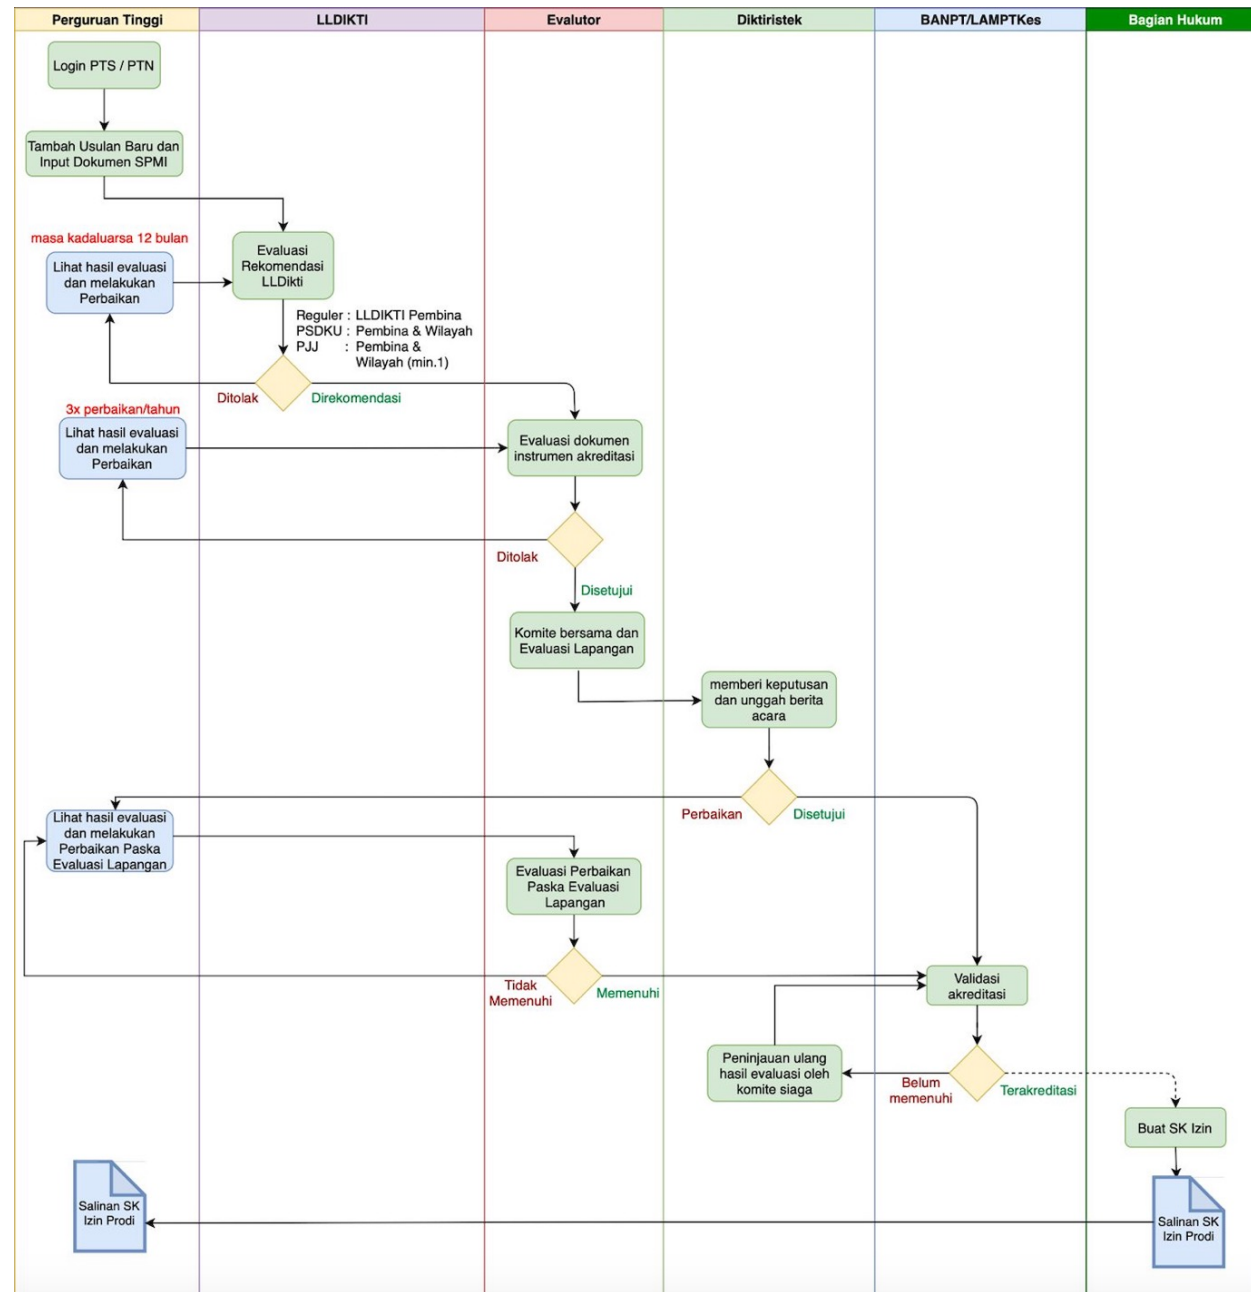 Perguruan Tinggi
LLDIKTI
Evalutor
Diktiristek
BANPT/LAMPTKes
Bagian Hukum
Login PTS / PTN
Tambah Usulan Baru dan
Input Dokumen SPMI
masa kadaluarsa 12 bulan
Lihat hasil evaluasi
dan melakukan
Perbaikan
Evaluasi
Rekomendasi
LLDikti
Reguler : LLDIKTI Pembina
PSDKU : Pembina & Wilayah
PJJ : Pembina &
Wilayah (min.1)
Ditolak
Direkomendasi
3x perbaikan/tahun
Lihat hasil evaluasi
dan melakukan
Perbaikan
Evaluasi dokumen
instrumen akreditasi
Ditolak
Disetujui
Komite bersama dan
Evaluasi Lapangan
memberi keputusan
dan unggah berita
acara
Perbaikan
Disetujui
Lihat hasil evaluasi
dan melakukan
Perbaikan Paska
Evaluasi Lapangan
Evaluasi Perbaikan
Paska Evaluasi
Lapangan
Tidak
Memenuhi
Memenuhi
Validasi
akreditasi
Peninjauan ulang
hasil evaluasi oleh
komite siaga
Belum
memenuhi
Terakreditasi
Buat SK Izin
Salinan SK
Izin Prodi
Salinan SK
Izin Prodi